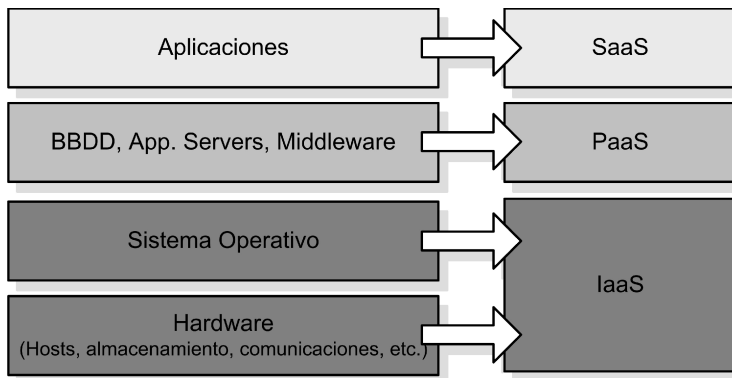 Aplicaciones
SaaS
BBDD, App. Servers, Middleware
PaaS
Sistema Operativo
IaaS
Hardware
(Hosts, almacenamiento, comunicaciones, etc.)